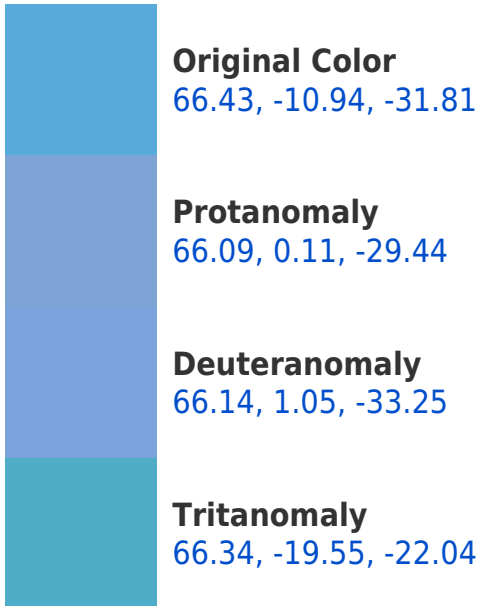 Original Color
66.43, -10.94, -31.81
Protanomaly
66.09, 0.11, -29.44
Deuteranomaly
66.14, 1.05, -33.25
Tritanomaly
66.34, -19.55, -22.04